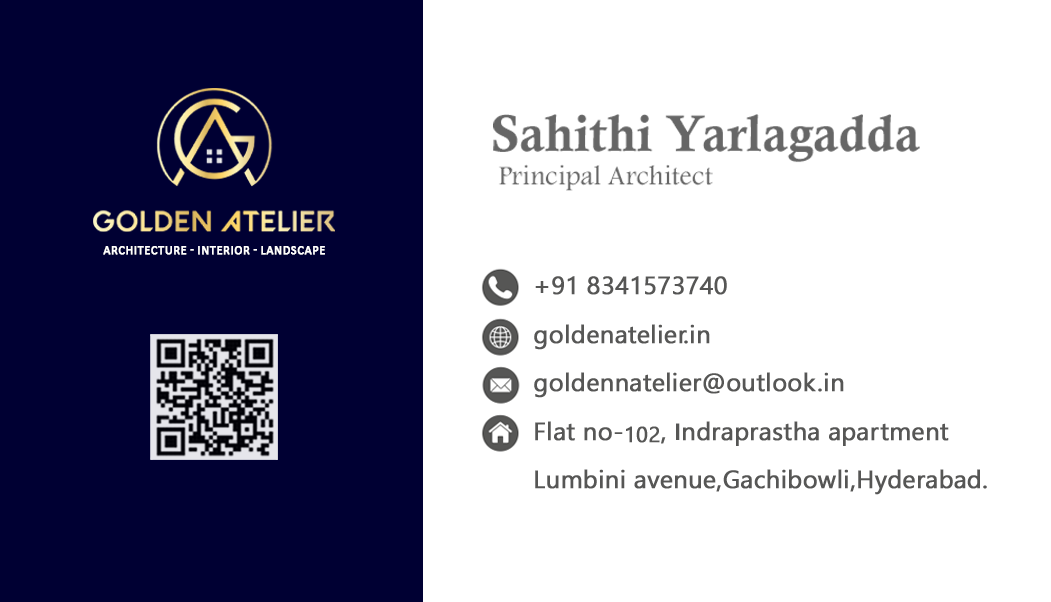 GOLDEN ATELIER
ARCHITECTURE - INTERIOR - LANDSCAPE
Sahithi Yarlagadda
Principal Architect
+91 8341573740
goldenatelier.in
goldennatelier@outlook.in
Flat no-102, Indraprastha apartment
Lumbini avenue,Gachibowli,Hyderabad.